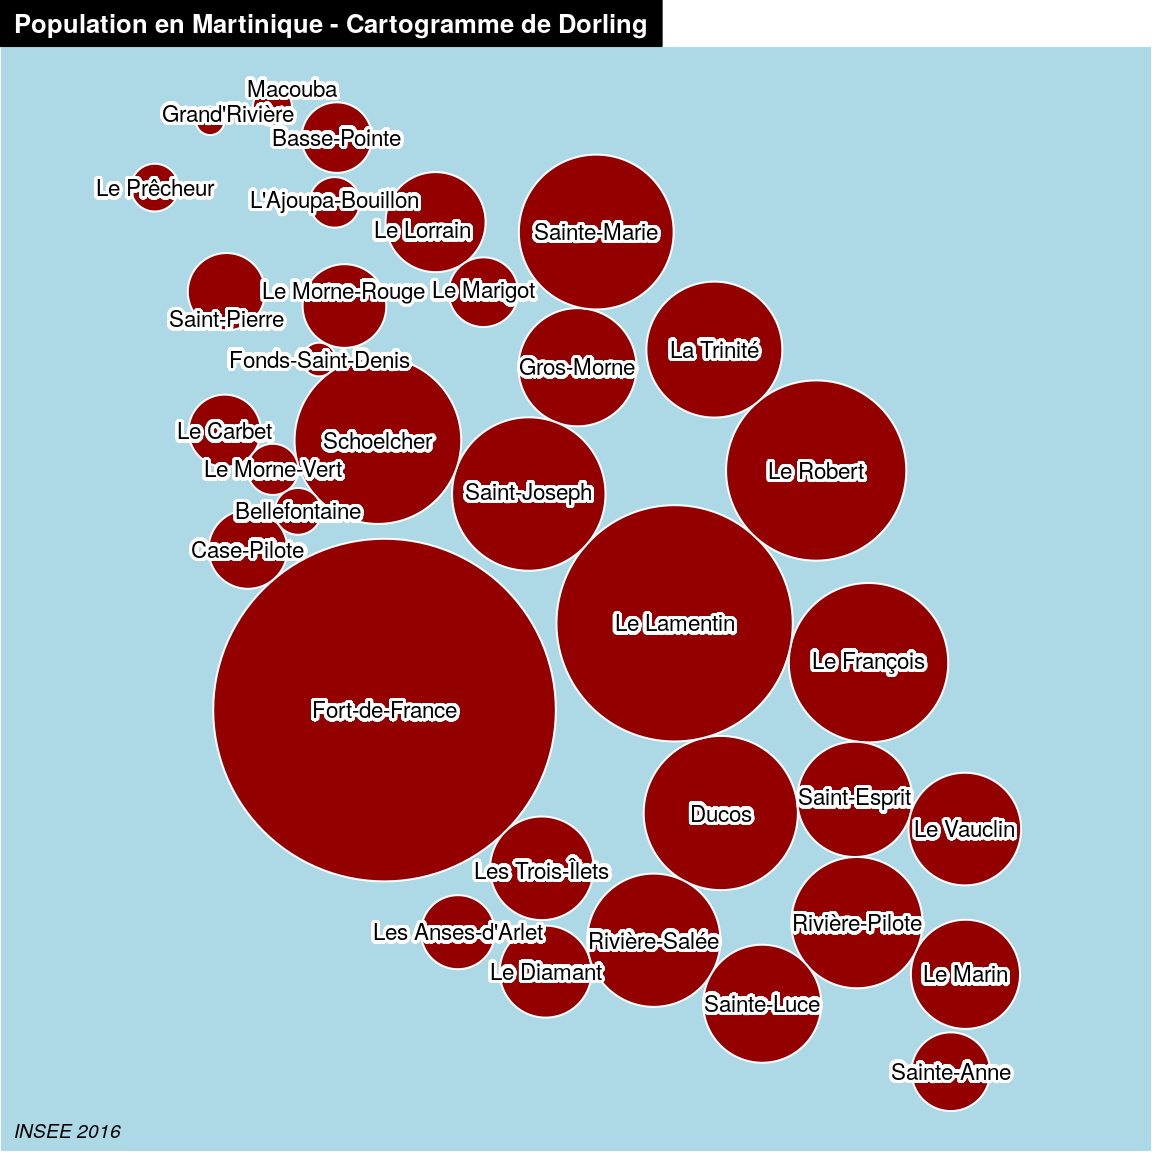 Population en Martinique - Cartogramme de Dorling
Macouba
Grand'Rivière
Basse-Pointe
Le Prêcheur
L'Ajoupa-Bouillon
Le Lorrain
Sainte-Marie
Le Morne-Rouge
Le Marigot
Saint-Pierre
La Trinité
Fonds-Saint-Denis
Gros-Morne
Le Carbet
Schoelcher
Le Morne-Vert
Le Robert
Saint-Joseph
Bellefontaine
Case-Pilote
Le Lamentin
Le François
Fort-de-France
Saint-Esprit
Ducos
Le Vauclin
Les Trois-Îlets
Rivière-Pilote
Les Anses-d'Arlet
Rivière-Salée
Le Diamant
Le Marin
Sainte-Luce
Sainte-Anne
INSEE 2016